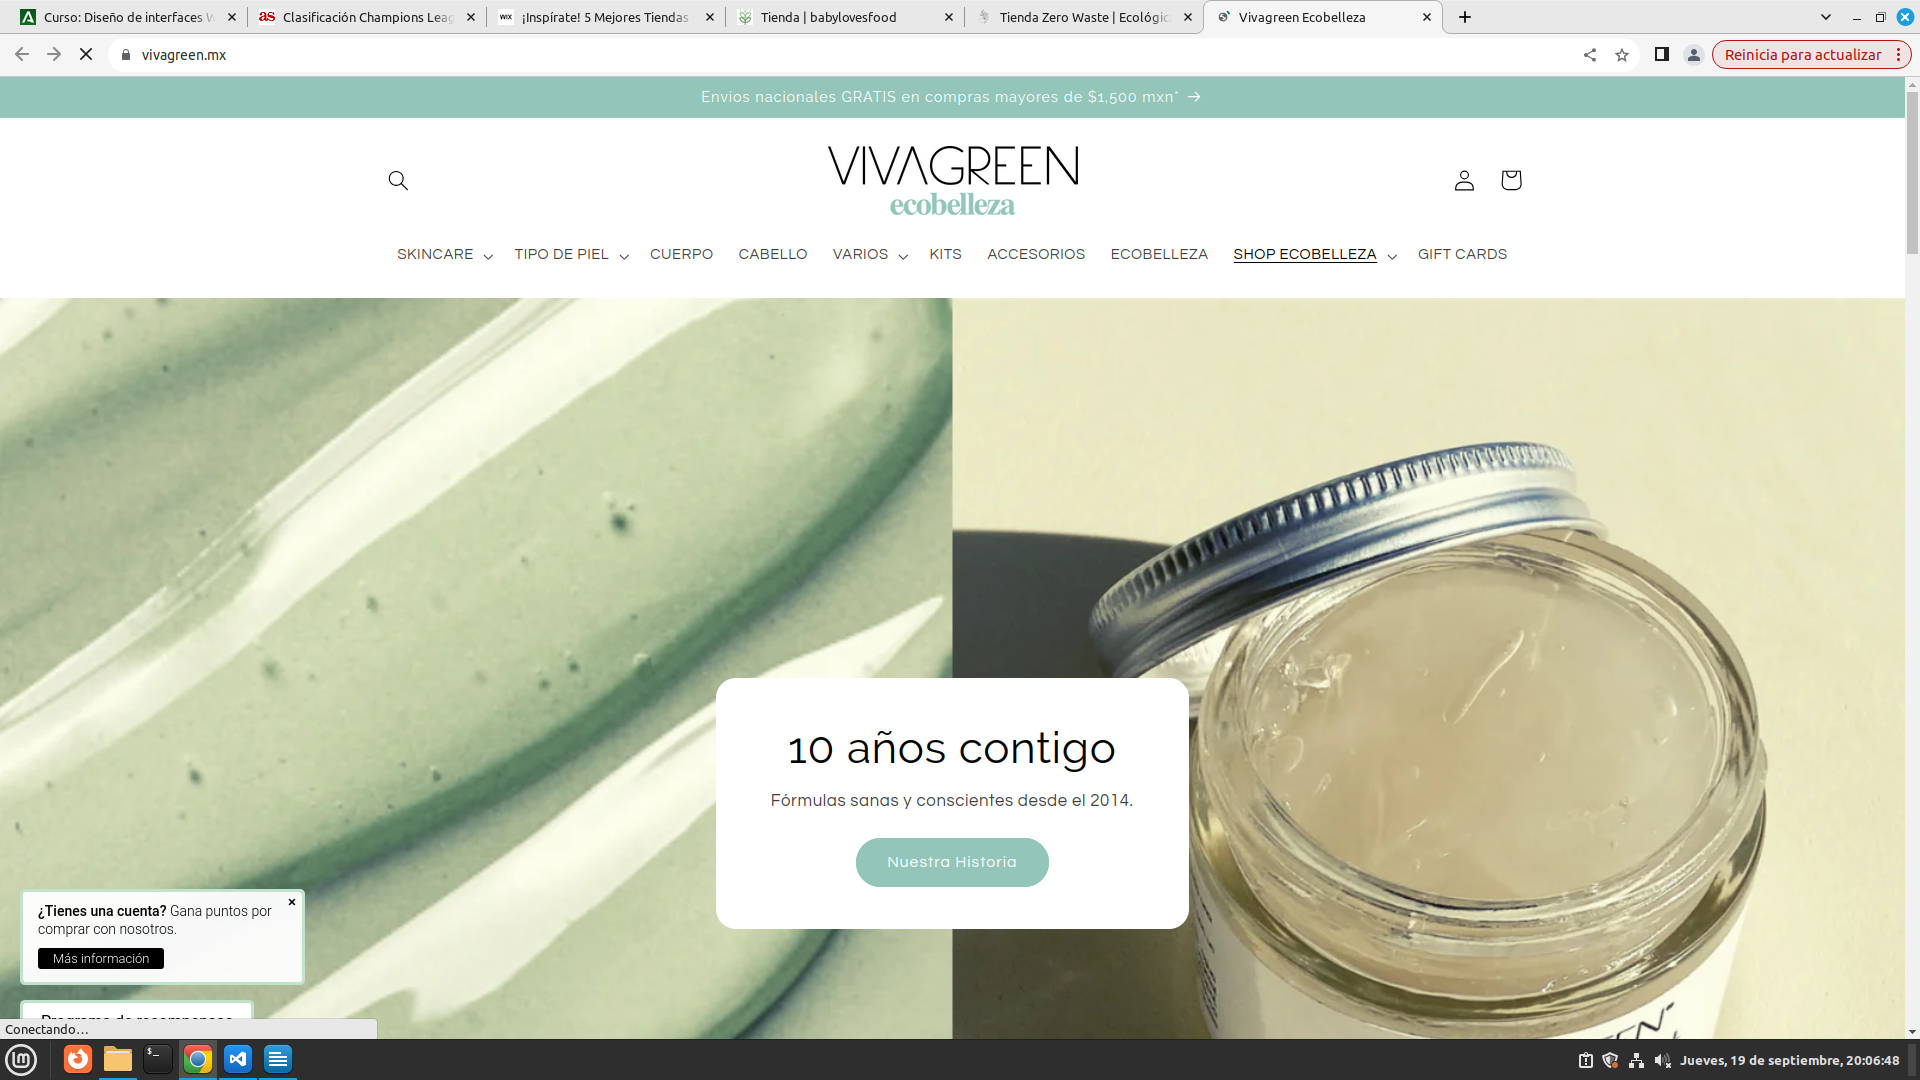 Curso: Diseño de interfaces W
Clasificación Champions Leag
¡Inspírate! 5 Mejores Tiendas
Tienda | babylovesfood
Tienda Zero Waste | Ecológic
Vivagreen Ecobelleza
vivagreen.mx
Reinicia para actualizar
Envios nacionales GRATIS en compras mayores de $1,500 mxn*
VIVAGREEN
ecobelleza
SKINCARE
TIPO DE PIEL
CUERPO
CABELLO
VARIOS
KITS
ACCESORIOS
ECOBELLEZA
SHOP ECOBELLEZA
GIFT CARDS
10 años contigo
Fórmulas sanas y conscientes desde el 2014.
Nuestra Historia
¿Tienes una cuenta? Gana puntos por
comprar con nosotros.
Más información
Programa de recompensas
Conectando…
Jueves, 19 de septiembre, 20:06:48